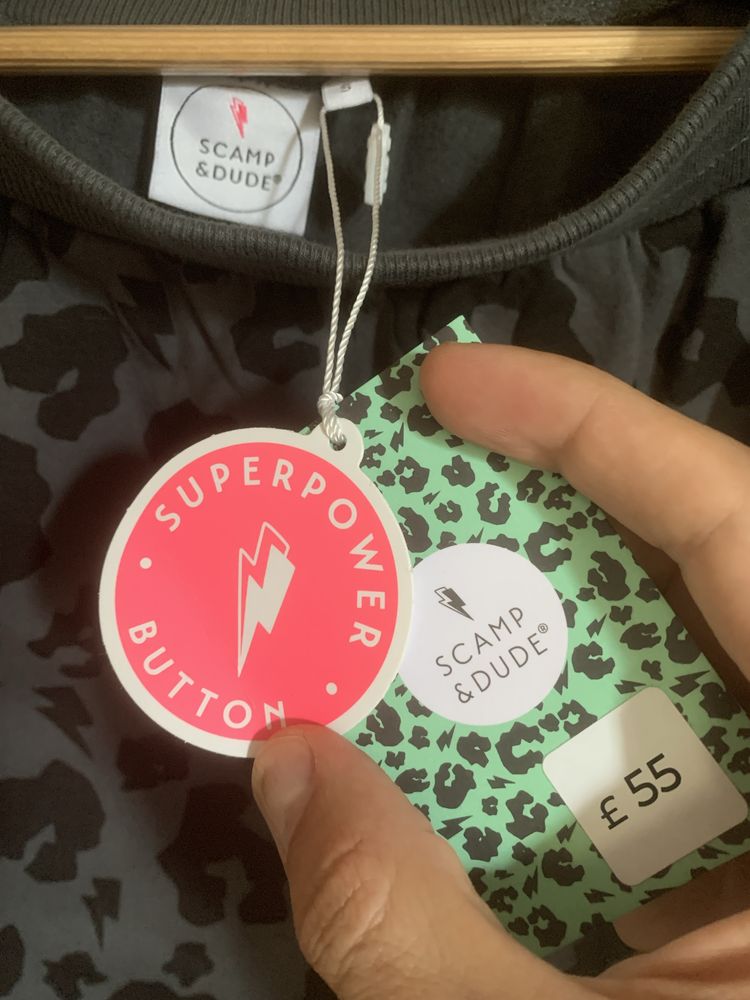 SCAMP
&DUDE®
SUPERPOWER
BUTTON
SCAMP
&DUDE®
£ 55